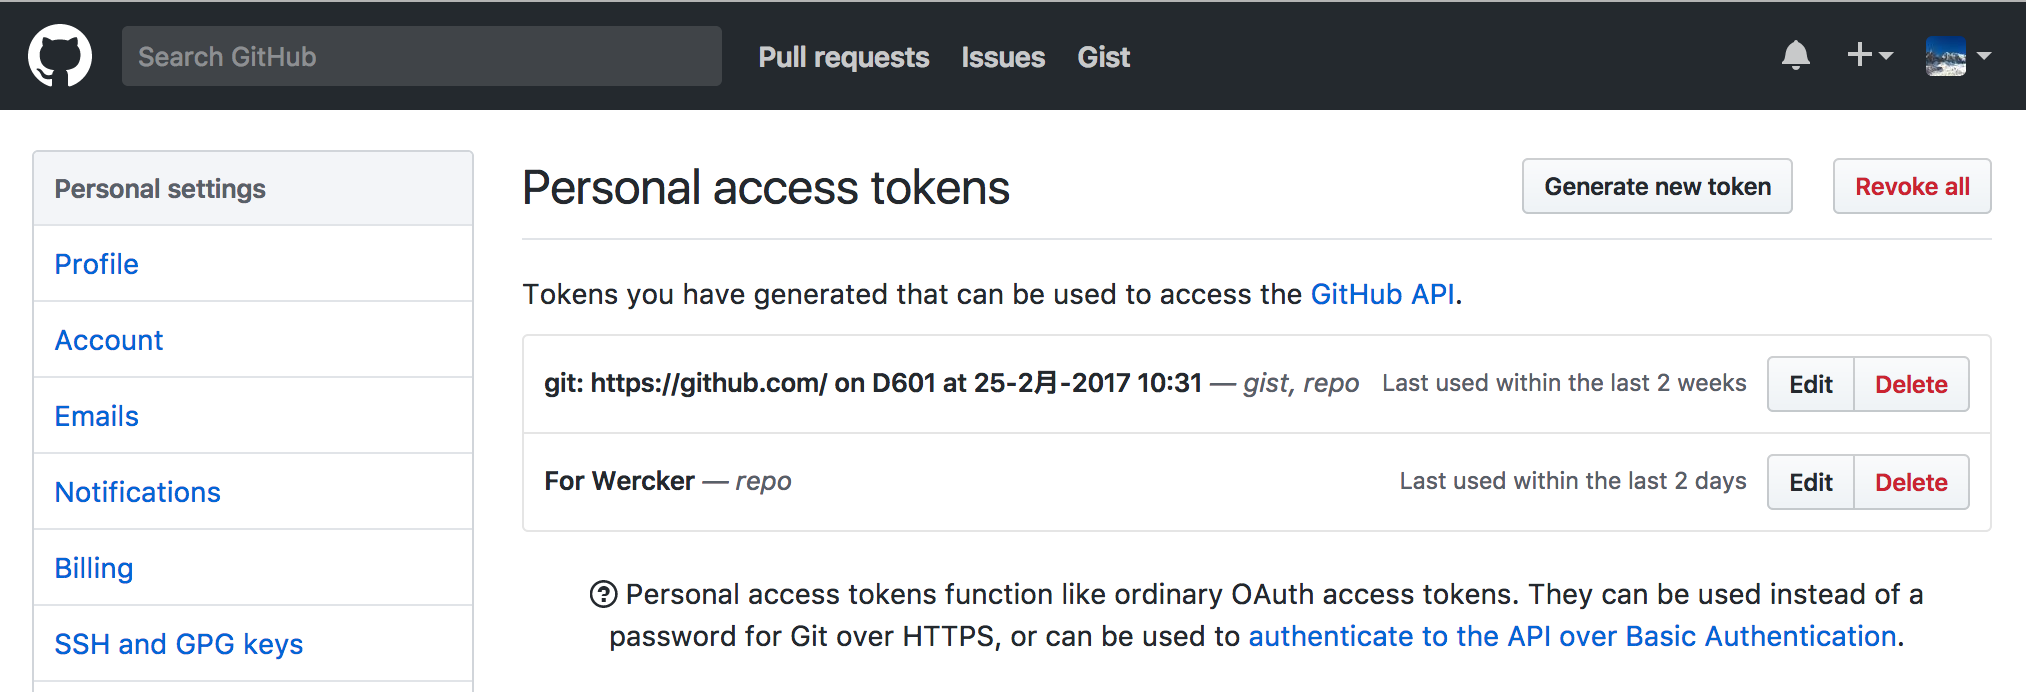 Search GitHub
Pull requests Issues Gist
Personal settings
Profile
Account
Emails
Notifications
Billing
SSH and GPG keys
Personal access tokens
Generate new token
Revoke all
Tokens you have generated that can be used to access the GitHub API.
git: https://github.com/ on D601 at 25-2月-2017 10:31 — gist, repo Last used within the last 2 weeks Edit Delete
For Wercker — repo Last used within the last 2 days Edit Delete
Personal access tokens function like ordinary OAuth access tokens. They can be used instead of a
password for Git over HTTPS, or can be used to authenticate to the API over Basic Authentication.